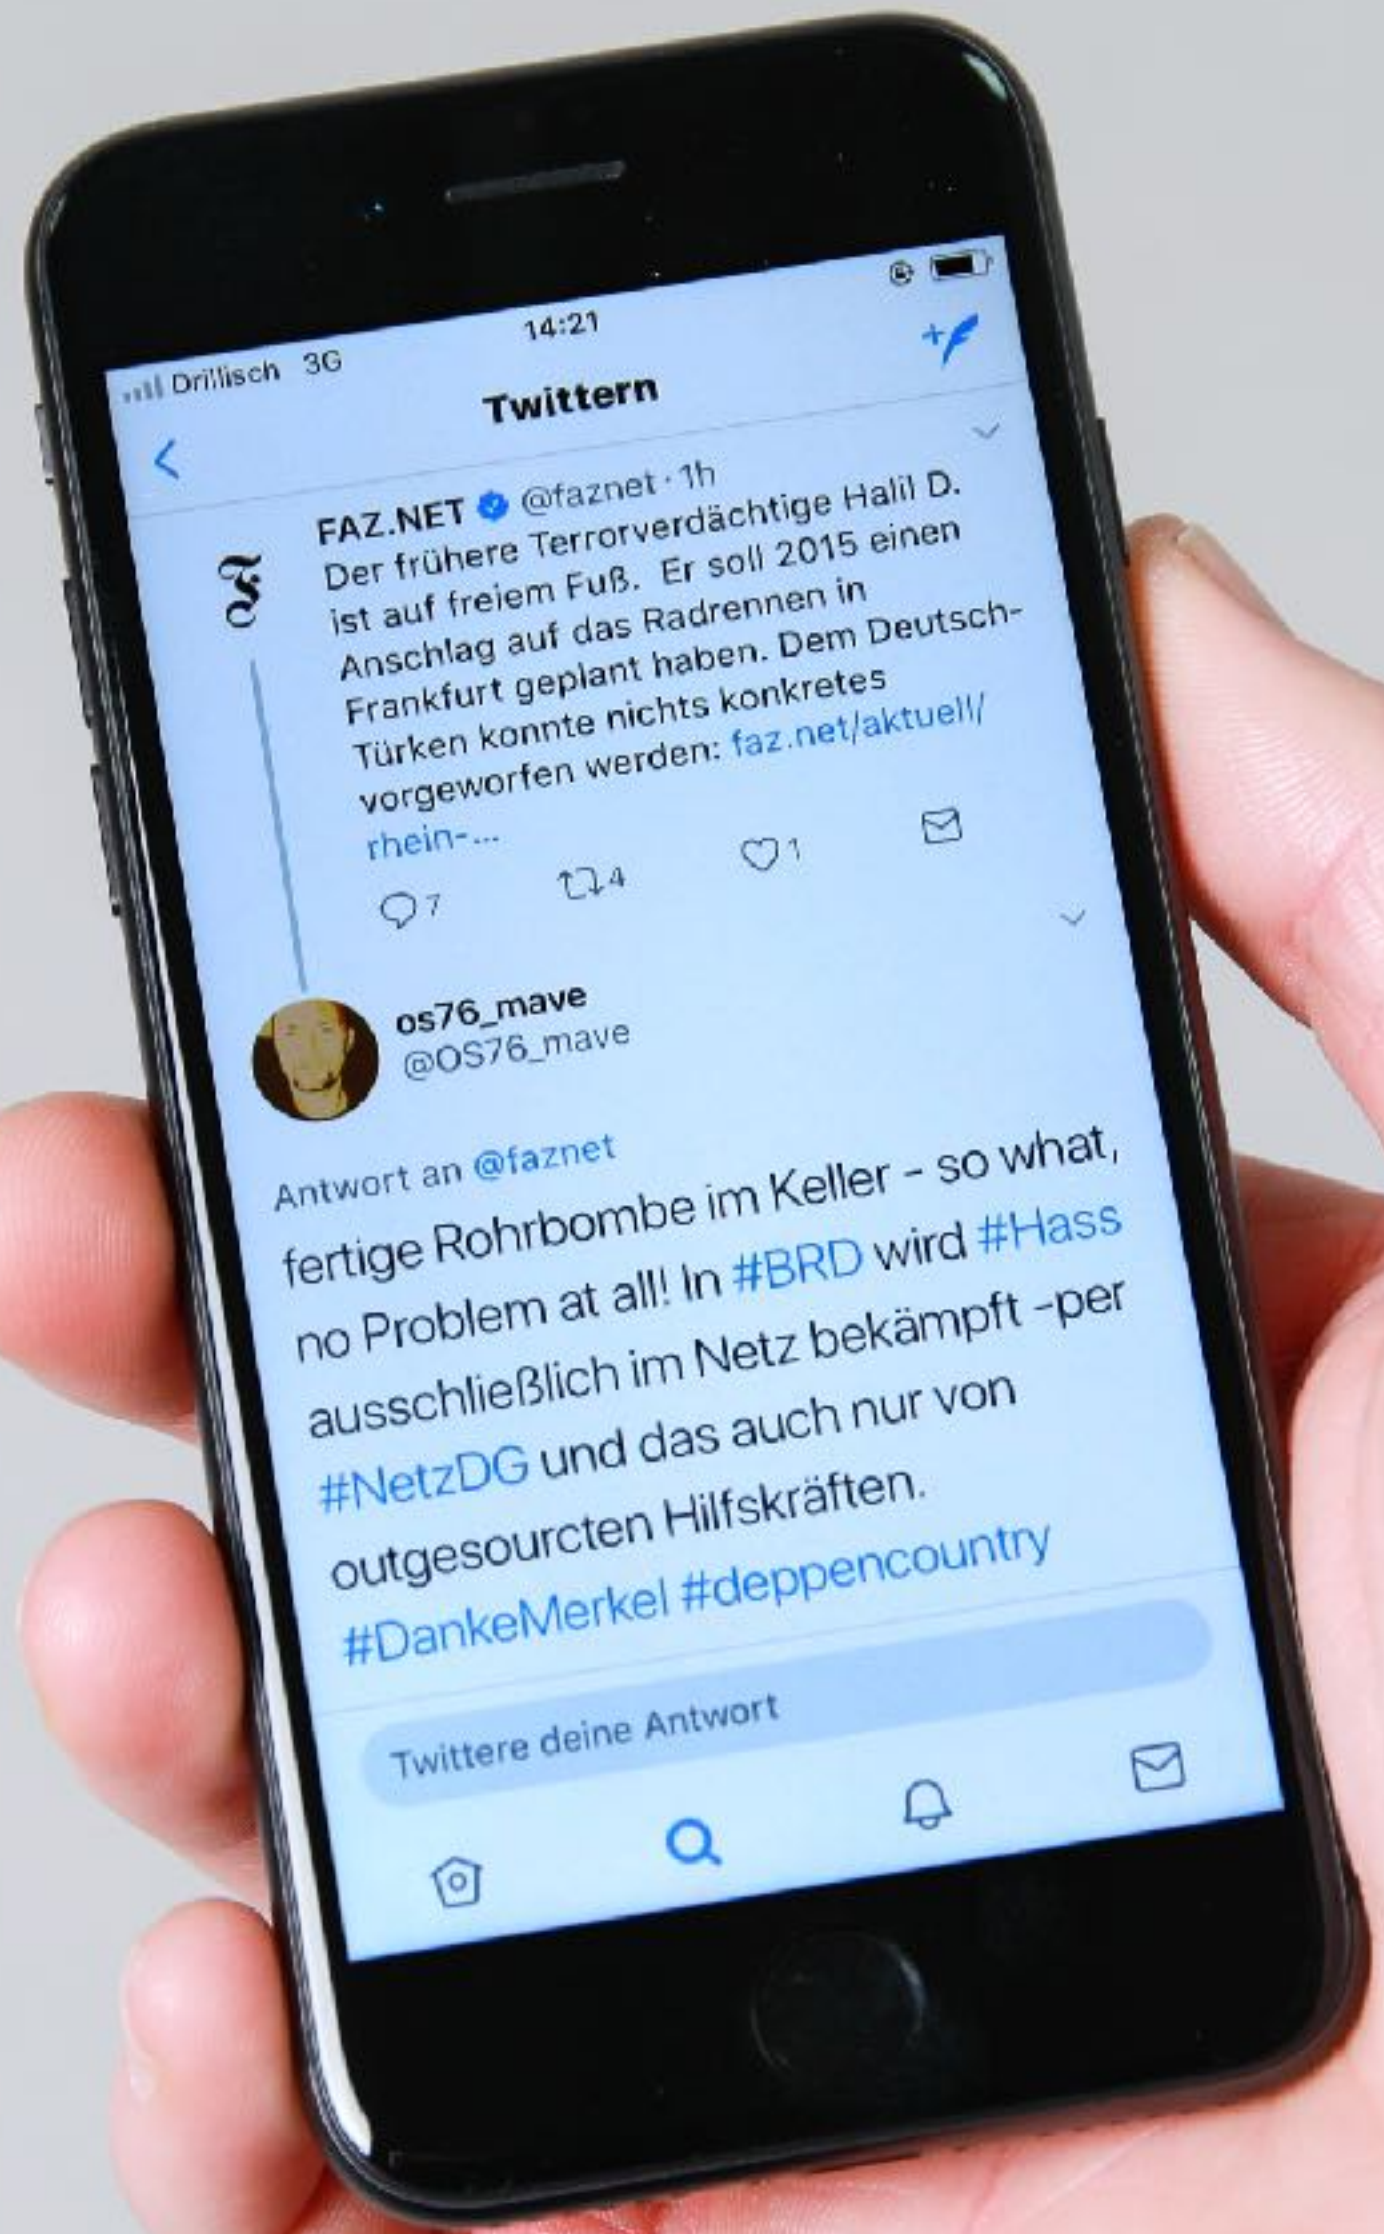 Drillisch 3G
14:21
Twittern
FAZ.NET @faznet · 1h
Der frühere Terrorverdächtige Halil D.
ist auf freiem Fuß. Er soll 2015 einen
Anschlag auf das Radrennen in
Frankfurt geplant haben. Dem Deutsch-
Türken konnte nichts konkretes
vorgeworfen werden: faz.net/aktuell/
rhein-...
7
4
1
os76_mave
@OS76_mave
Antwort an @faznet
fertige Rohrbombe im Keller – so what,
no Problem at all! In #BRD wird #Hass
ausschließlich im Netz bekämpft -per
#NetzDG und das auch nur von
outgesourcten Hilfskräften.
#DankeMerkel #deppencountry
Twittere deine Antwort